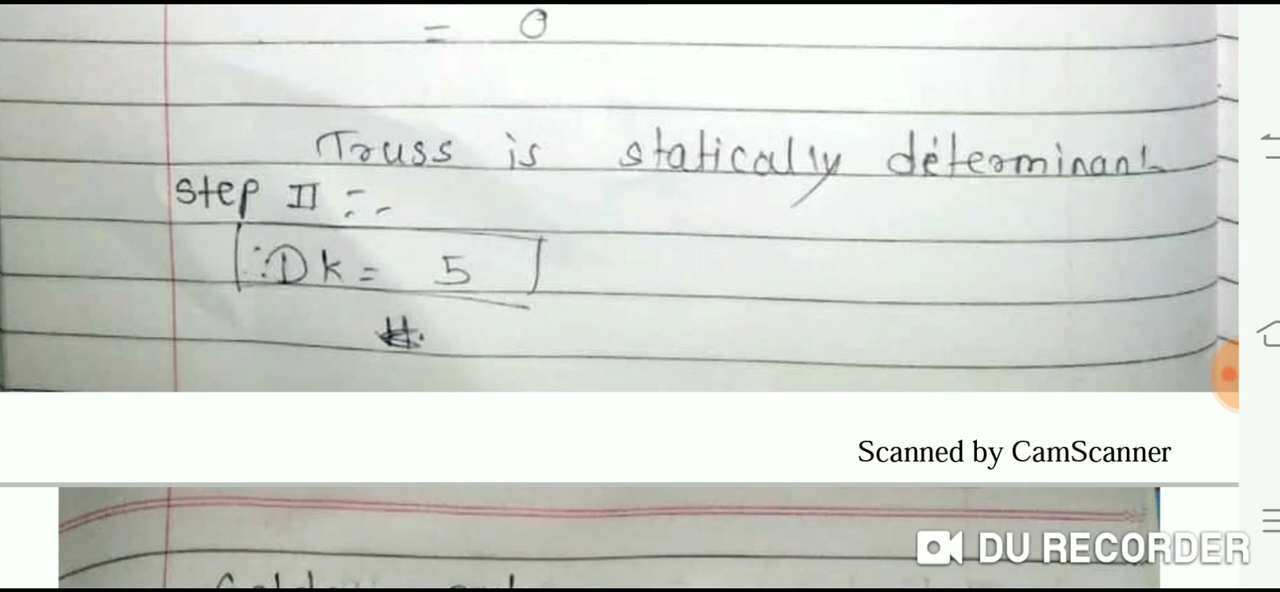 = 0
Truss is statically determinant
step II :-
∴ Dk = 5
Scanned by CamScanner
DU RECORDER